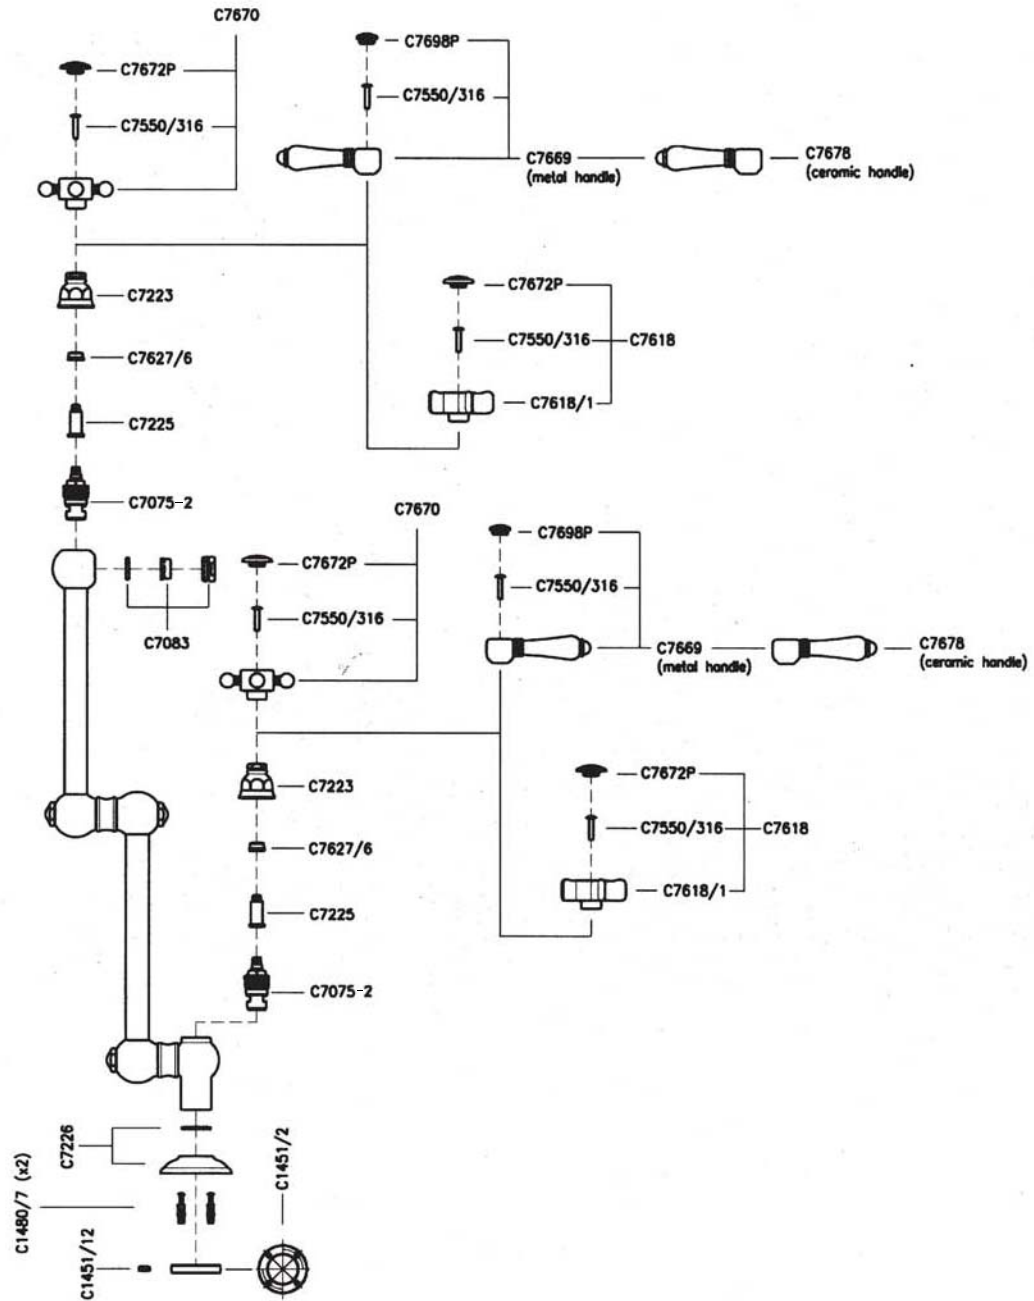 C7670
C7698P
C7672P
C7550/316
C7550/316
C7669
(metal handle)
C7678
(ceramic handle)
C7223
C7672P
C7627/6
C7550/316
C7618
C7618/1
C7225
C7075-2
C7670
C7698P
C7672P
C7550/316
C7550/316
C7083
C7669
(metal handle)
C7678
(ceramic handle)
C7223
C7672P
C7550/316
C7618
C7627/6
C7618/1
C7225
C7075-2
C7226
C1451/2
C1480/7 (x2)
C1451/12